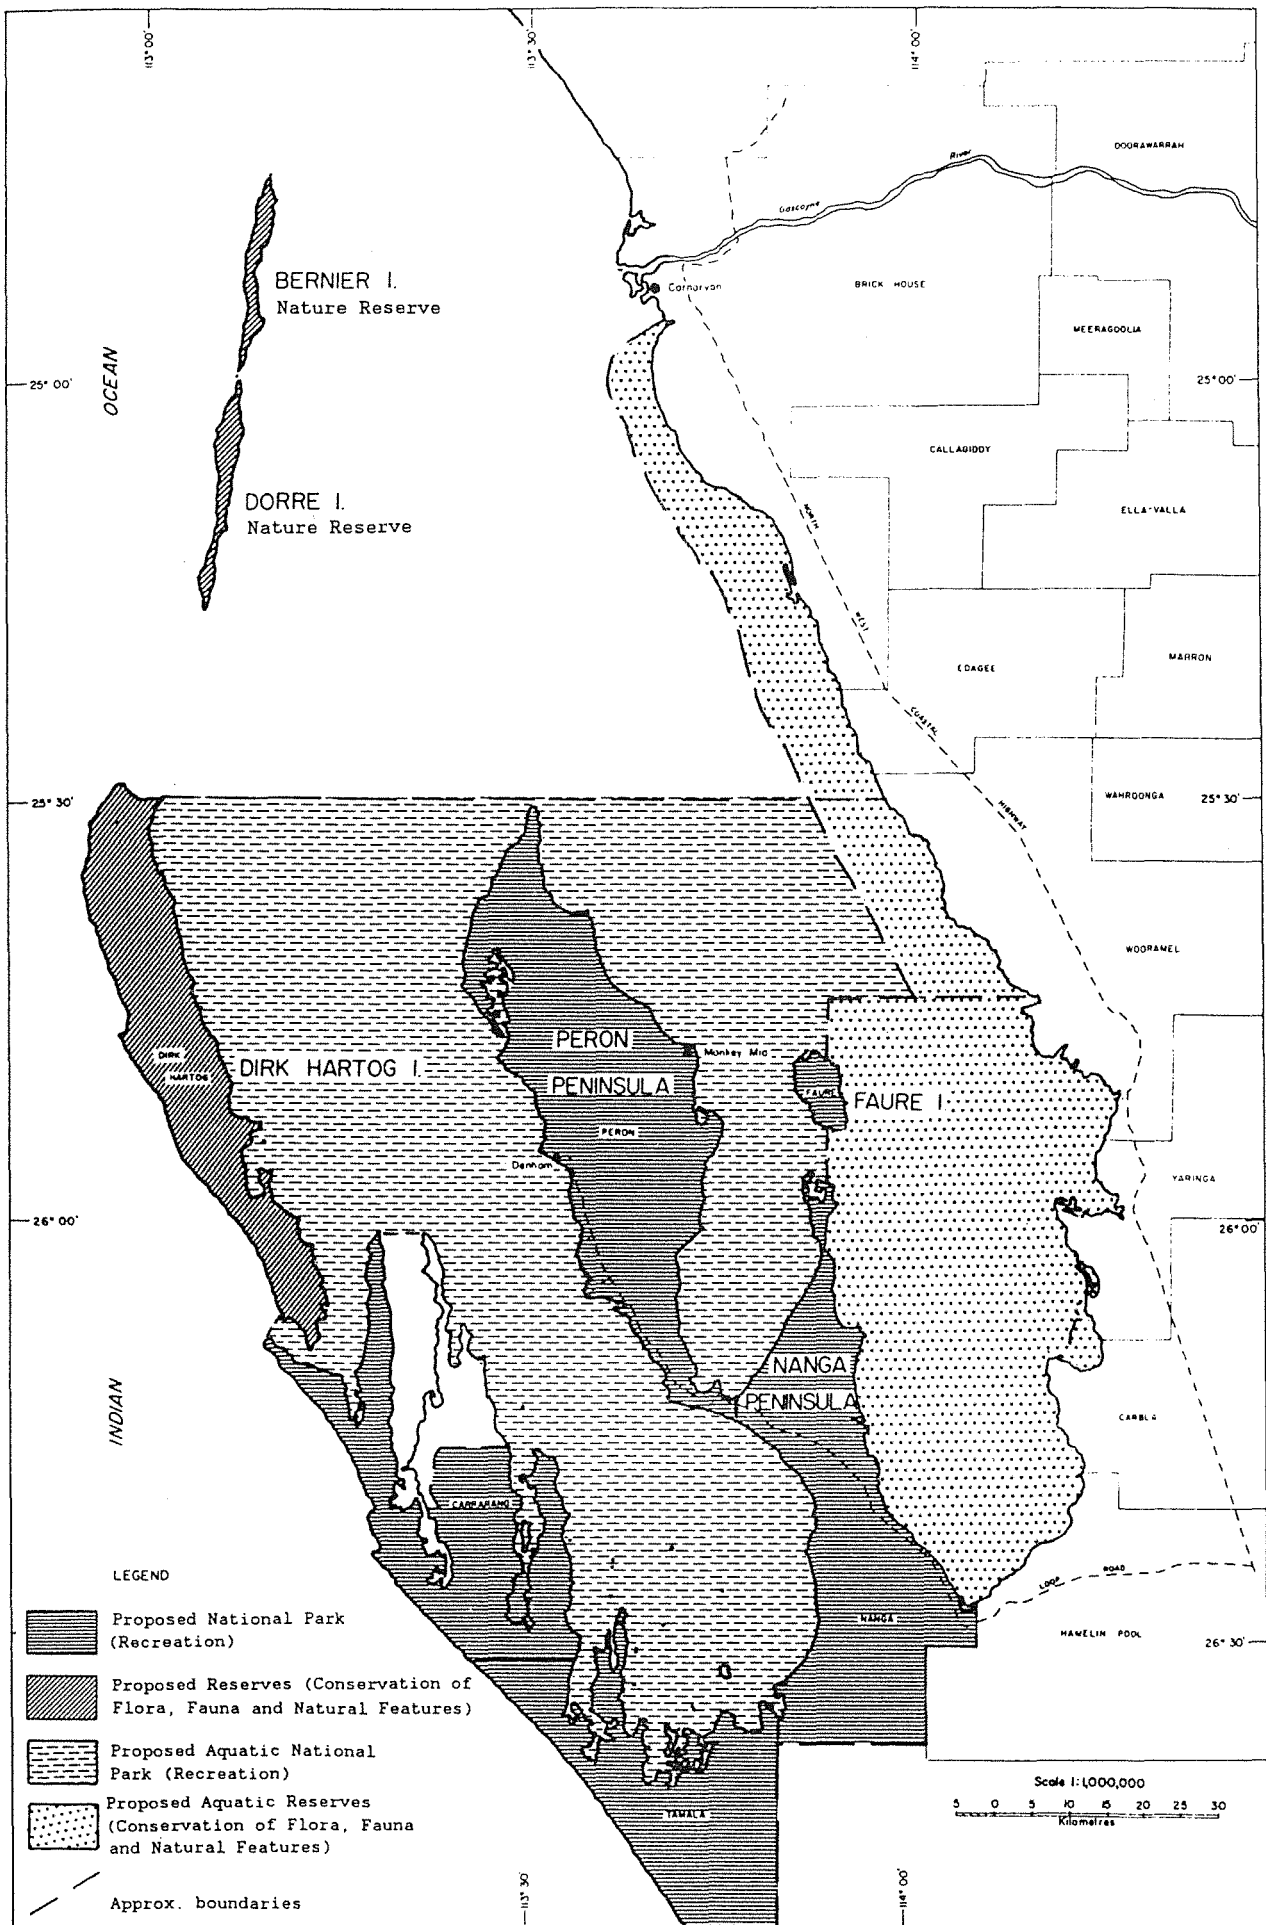 113° 00'
113° 30'
114° 00'
DOORAWARRAH
River
Gascoyne
BERNIER I.
Nature Reserve
Carnarvon
BRICK HOUSE
MEERAGOOLIA
OCEAN
25° 00'
25° 00'
CALLAGIDDY
DORRE I.
Nature Reserve
NORTH
ELLA-VALLA
WEST
EDAGEE
MARRON
COASTAL
25° 30'
WAHROONGA
25° 30'
HIGHWAY
WOORAMEL
DIRK
HARTOG
DIRK HARTOG I.
PERON
PENINSULA
Monkey Mia
FAURE
FAURE I.
PERON
Denham
YARINGA
26° 00'
26° 00'
NANGA
PENINSULA
INDIAN
CARBLA
CARRARANG
LEGEND
LOOP
ROAD
Proposed National Park
(Recreation)
NANGA
HAMELIN POOL
26° 30'
Proposed Reserves (Conservation of
Flora, Fauna and Natural Features)
Proposed Aquatic National
Park (Recreation)
Scale 1:1,000,000
5 0 5 10 15 20 25 30
Kilometres
Proposed Aquatic Reserves
(Conservation of Flora, Fauna
and Natural Features)
TAMALA
Approx. boundaries
113° 30'
114° 00'